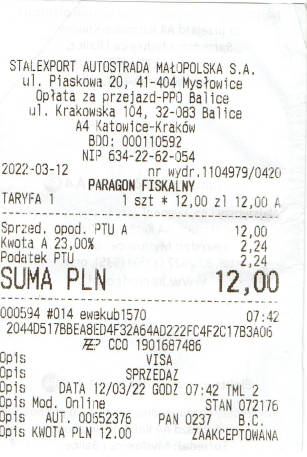 STALEXPORT AUTOSTRADA MAŁOPOLSKA S.A.
ul. Piaskowa 20, 41-404 Mysłowice
Opłata za przejazd-PPO Balice
ul. Krakowska 104, 32-083 Balice
A4 Katowice-Kraków
BDO: 000110592
NIP 634-22-62-054
2022-03-12 nr wydr.1104979/0420
PARAGON FISKALNY
TARYFA 1 1 szt * 12,00 zl 12,00 A
Sprzed. opod. PTU A 12,00
Kwota A 23,00% 2,24
Podatek PTU 2,24
SUMA PLN 12,00
000594 #014 ewekub1570 07:42
2044D517BBEA8ED4F32A64AD222FC4F2C17B3A06
CCC 1901687486
Opis VISA
Opis SPRZEDAŻ
Opis DATA 12/03/22 GODZ 07:42 TML 2
Opis Mod. Online STAN 072176
Opis AUT. 00652376 PAN 0237 B.C.
Opis KWOTA PLN 12.00 ZAAKCEPTOWANA